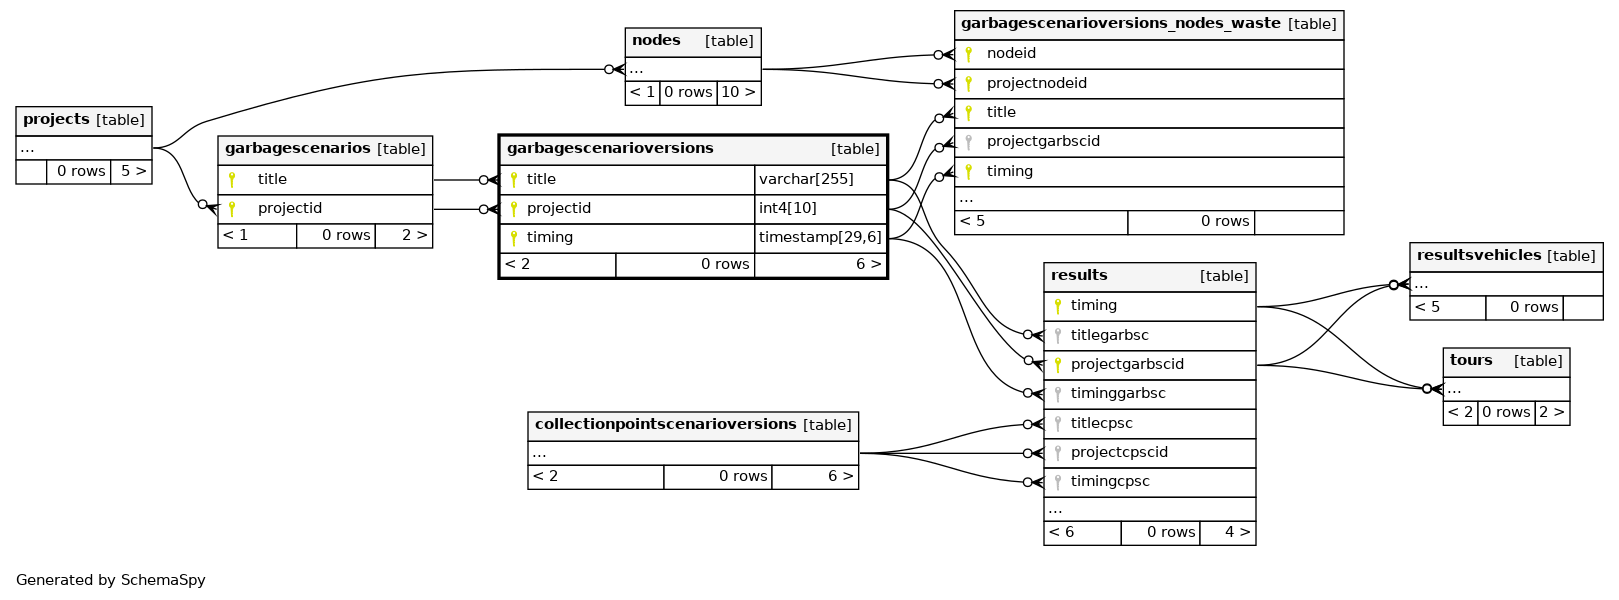 projects [table]
...
0 rows 5 >
garbagescenarios [table]
title
projectid
< 1 0 rows 2 >
nodes [table]
...
< 1 0 rows 10 >
garbagescenarioversions [table]
title varchar[255]
projectid int4[10]
timing timestamp[29,6]
< 2 0 rows 6 >
collectionpointscenarioversions [table]
...
< 2 0 rows 6 >
garbagescenarioversions_nodes_waste [table]
nodeid
projectnodeid
title
projectgarbscid
timing
...
< 5 0 rows
results [table]
timing
titlegarbsc
projectgarbscid
timinggarbsc
titlecpsc
projectcpscid
timingcpsc
...
< 6 0 rows 4 >
resultsvehicles [table]
...
< 5 0 rows
tours [table]
...
< 2 0 rows 2 >
Generated by SchemaSpy